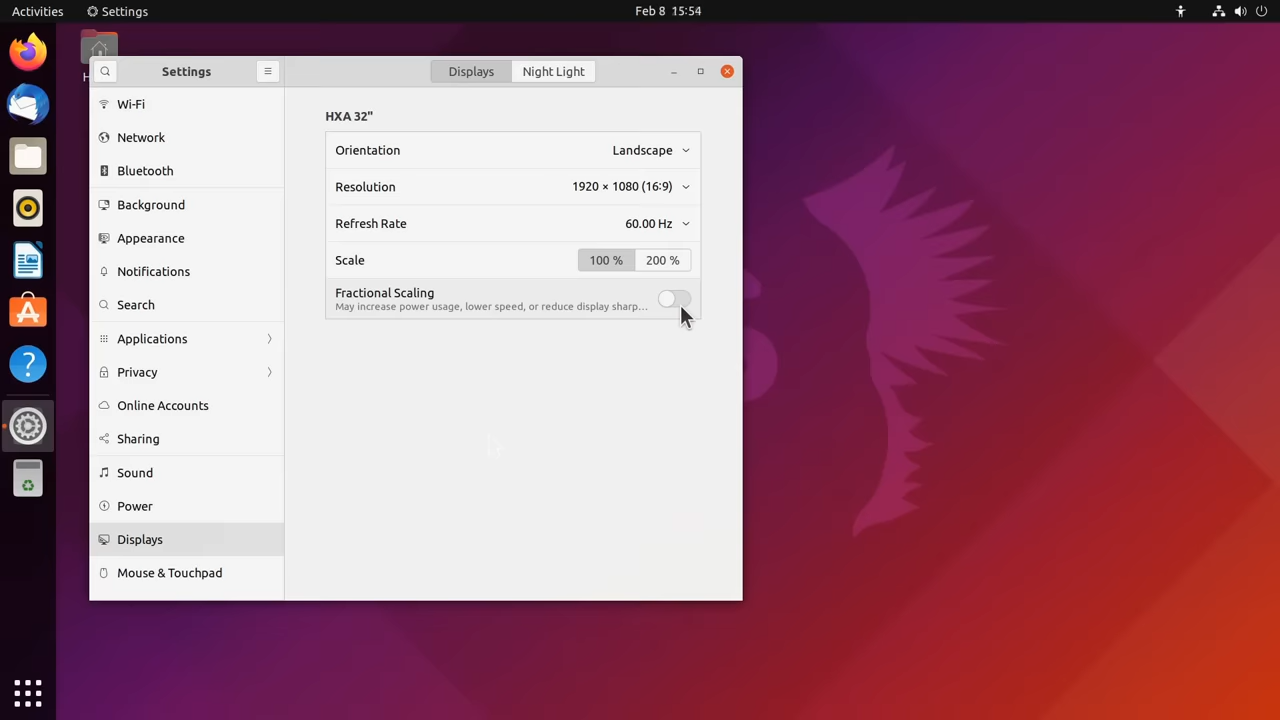 Activities Settings Feb 8 15:54
Settings Displays Night Light
Wi-Fi
Network
Bluetooth
Background
Appearance
Notifications
Search
Applications
Privacy
Online Accounts
Sharing
Sound
Power
Displays
Mouse & Touchpad
HXA 32"
Orientation Landscape
Resolution 1920 × 1080 (16:9)
Refresh Rate 60.00 Hz
Scale 100 % 200 %
Fractional Scaling
May increase power usage, lower speed, or reduce display sharp…